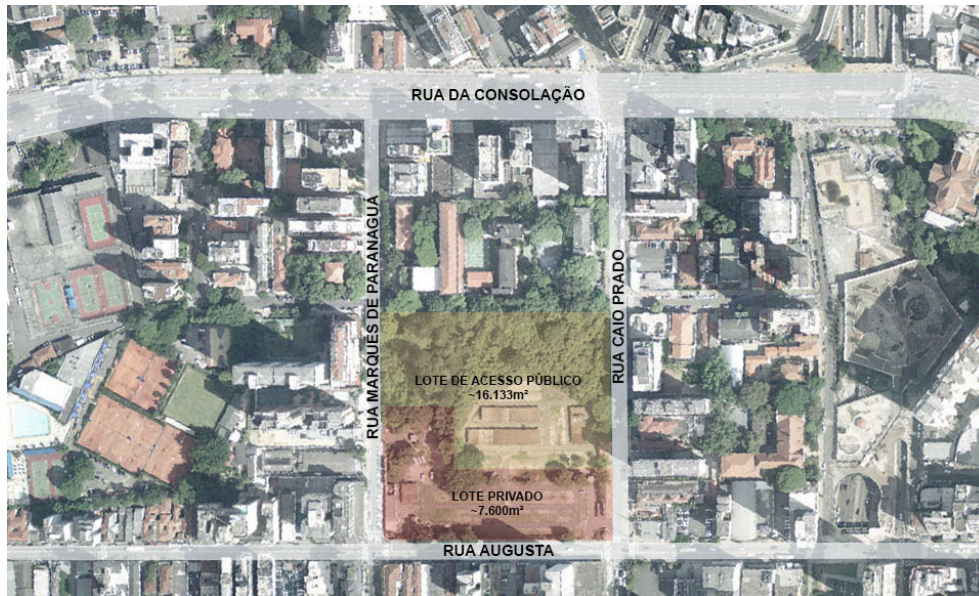 RUA DA CONSOLAÇÃO
RUA MARQUÊS DE PARANAGUÁ
RUA CAIO PRADO
LOTE DE ACESSO PÚBLICO
~16.133m²
LOTE PRIVADO
~7.600m²
RUA AUGUSTA